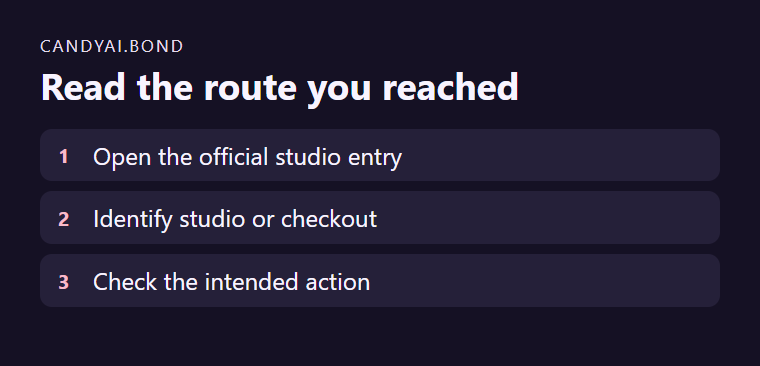 CANDYAI.BOND
Read the route you reached
1 Open the official studio entry
2 Identify studio or checkout
3 Check the intended action